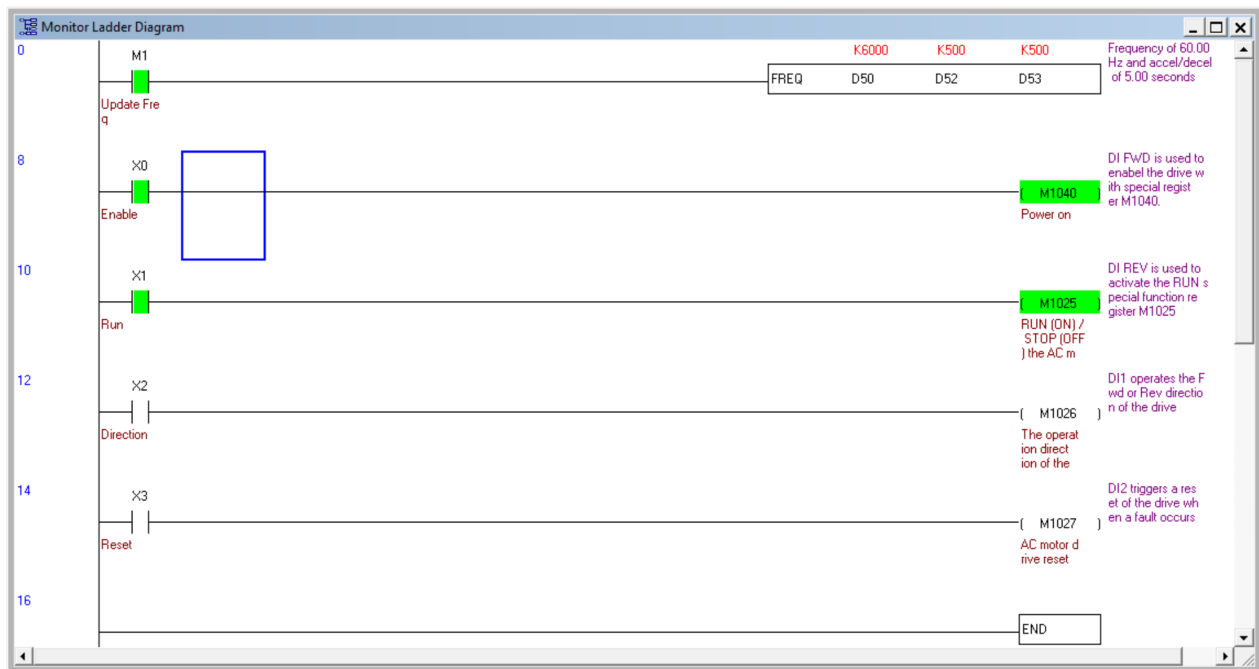 Monitor Ladder Diagram
0
M1
K6000 K500 K500
FREQ D50 D52 D53
Update Fre
q
Frequency of 60.00
Hz and accel/decel
of 5.00 seconds
8
X0
M1040
Enable
Power on
DI FWD is used to
enabel the drive w
ith special regist
er M1040.
10
X1
M1025
Run
RUN (ON) /
STOP (OFF
) the AC m
DI REV is used to
activate the RUN s
pecial function re
gister M1025
12
X2
M1026
Direction
The operat
ion direct
ion of the
DI1 operates the F
wd or Rev directio
n of the drive
14
X3
M1027
Reset
AC motor d
rive reset
DI2 triggers a res
et of the drive wh
en a fault occurs
16
END